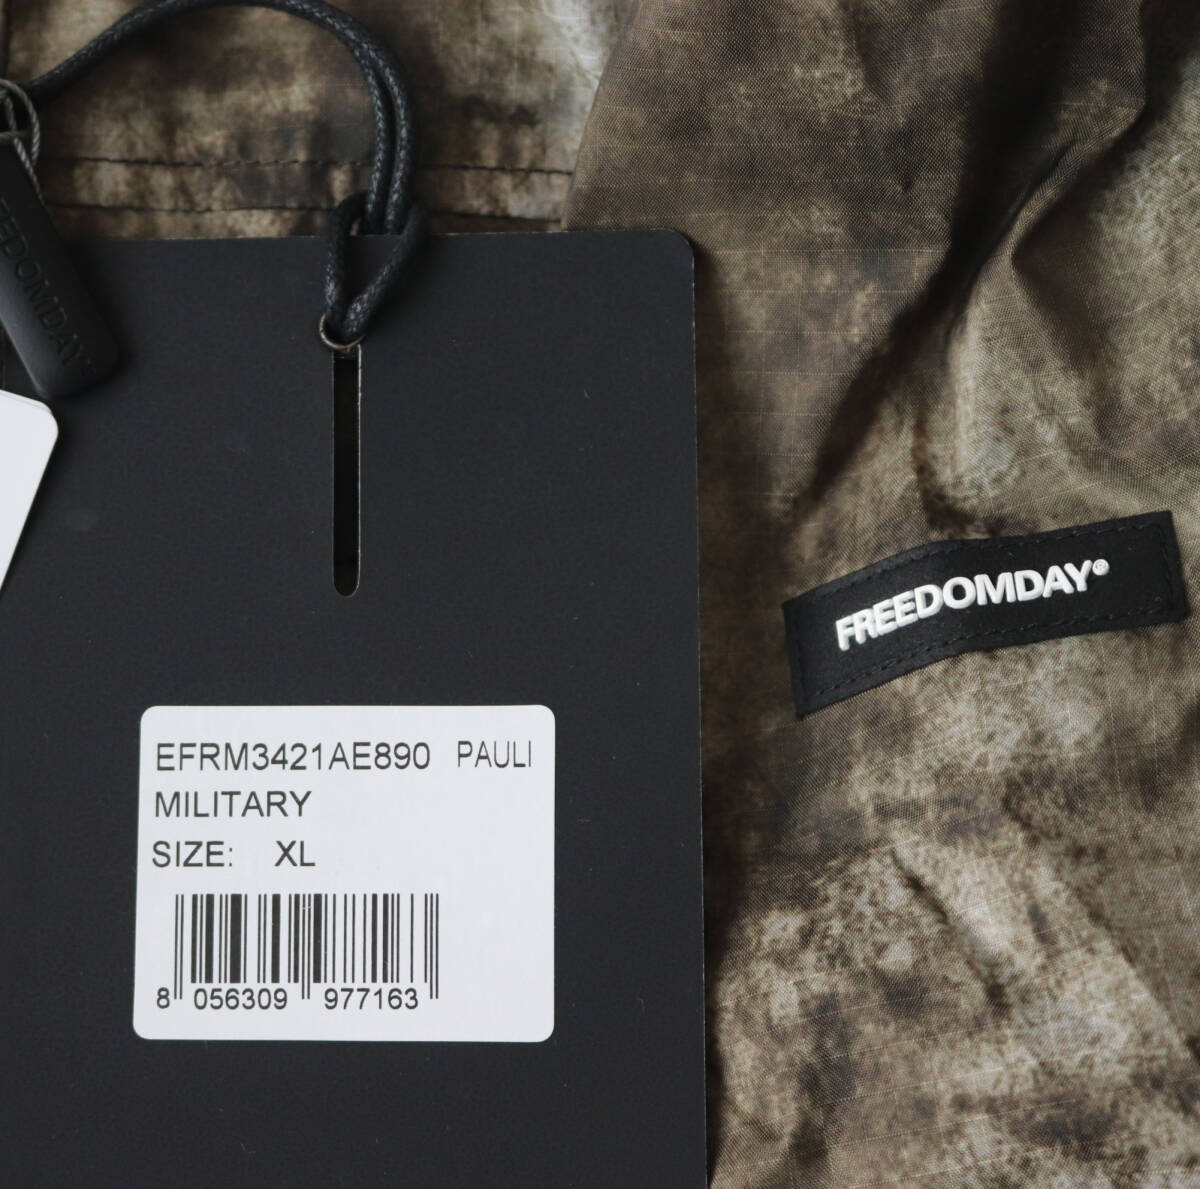 FREEDOMDAY
FREEDOMDAY®
EFRM3421AE890 PAULI
MILITARY
SIZE: XL
8 056309 977163